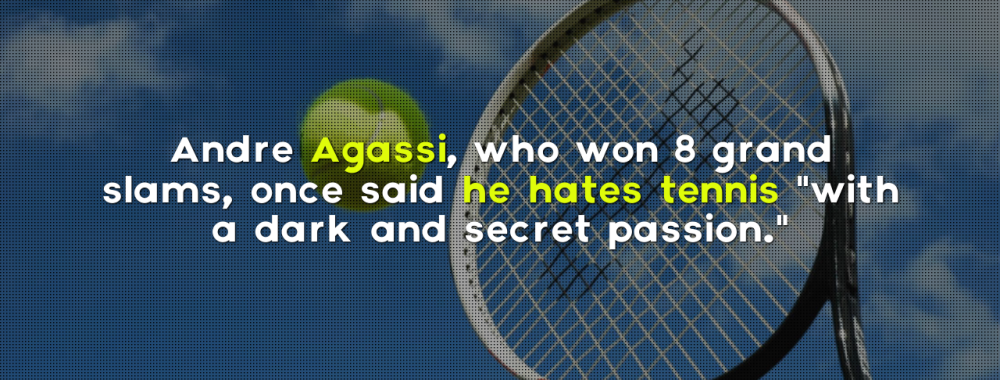 Andre Agassi, who won 8 grand
slams, once said he hates tennis "with
a dark and secret passion."